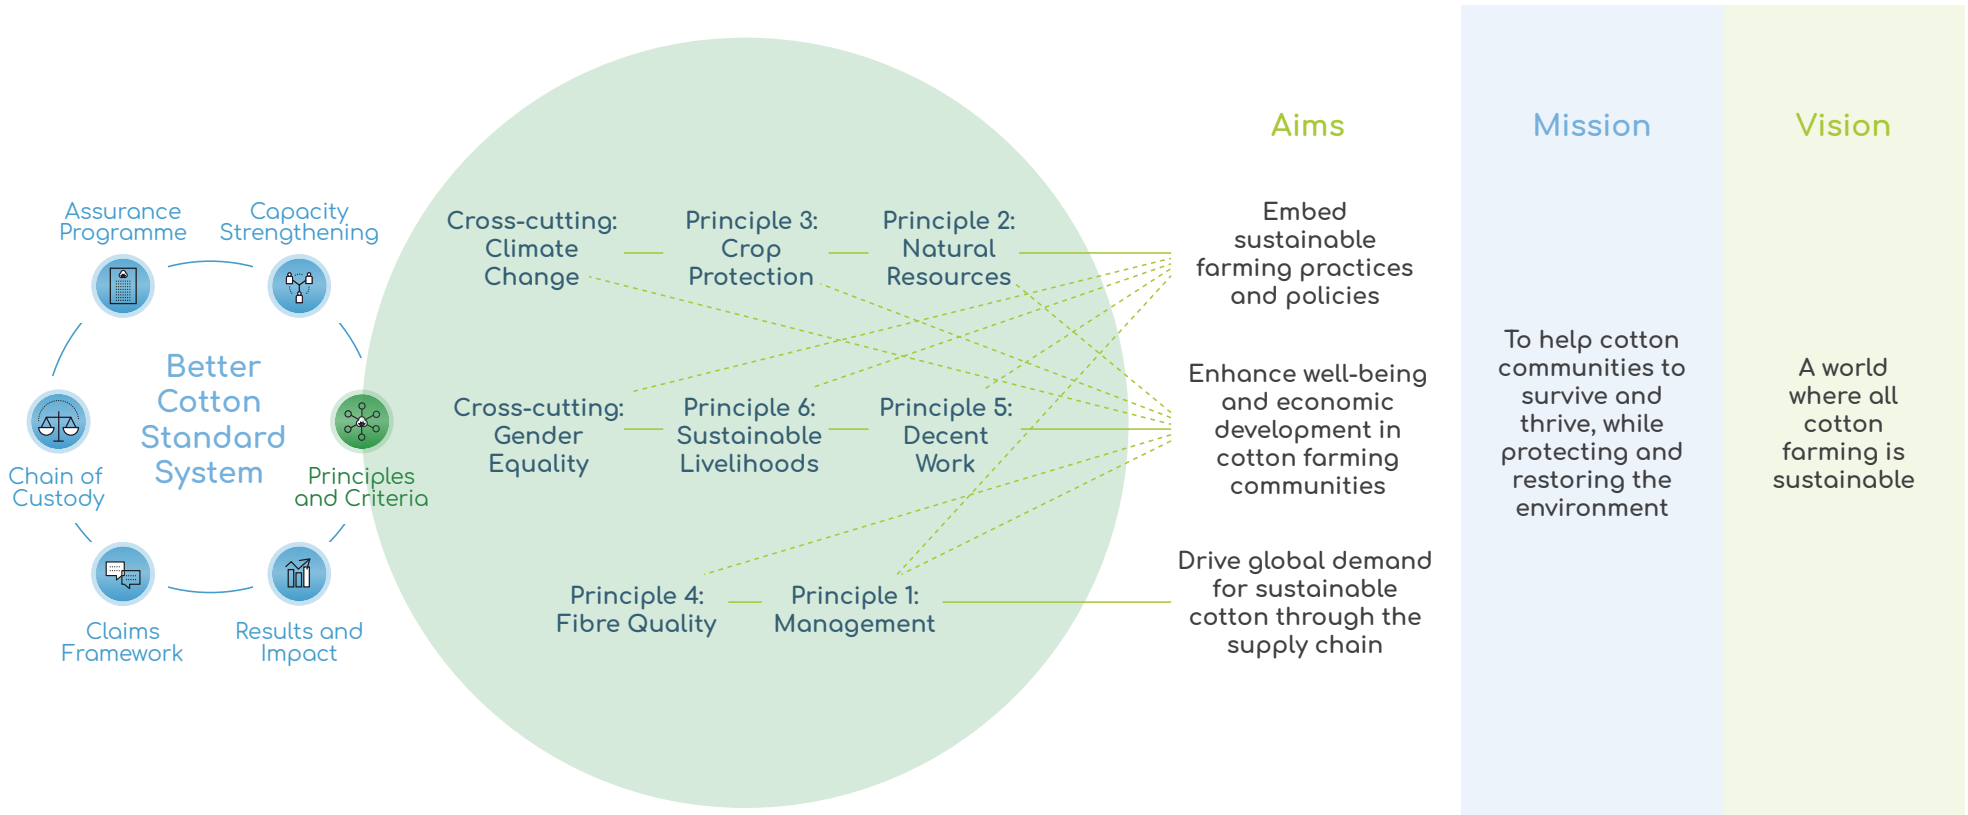 Assurance
Programme
Capacity
Strengthening
Better
Cotton
Standard
System
Chain of
Custody
Principles
and Criteria
Claims
Framework
Results and
Impact
Cross-cutting:
Climate
Change
Principle 3:
Crop
Protection
Principle 2:
Natural
Resources
Cross-cutting:
Gender
Equality
Principle 6:
Sustainable
Livelihoods
Principle 5:
Decent
Work
Principle 4:
Fibre Quality
Principle 1:
Management
Aims
Embed
sustainable
farming practices
and policies
Enhance well-being
and economic
development in
cotton farming
communities
Drive global demand
for sustainable
cotton through the
supply chain
Mission
To help cotton
communities to
survive and
thrive, while
protecting and
restoring the
environment
Vision
A world
where all
cotton
farming is
sustainable